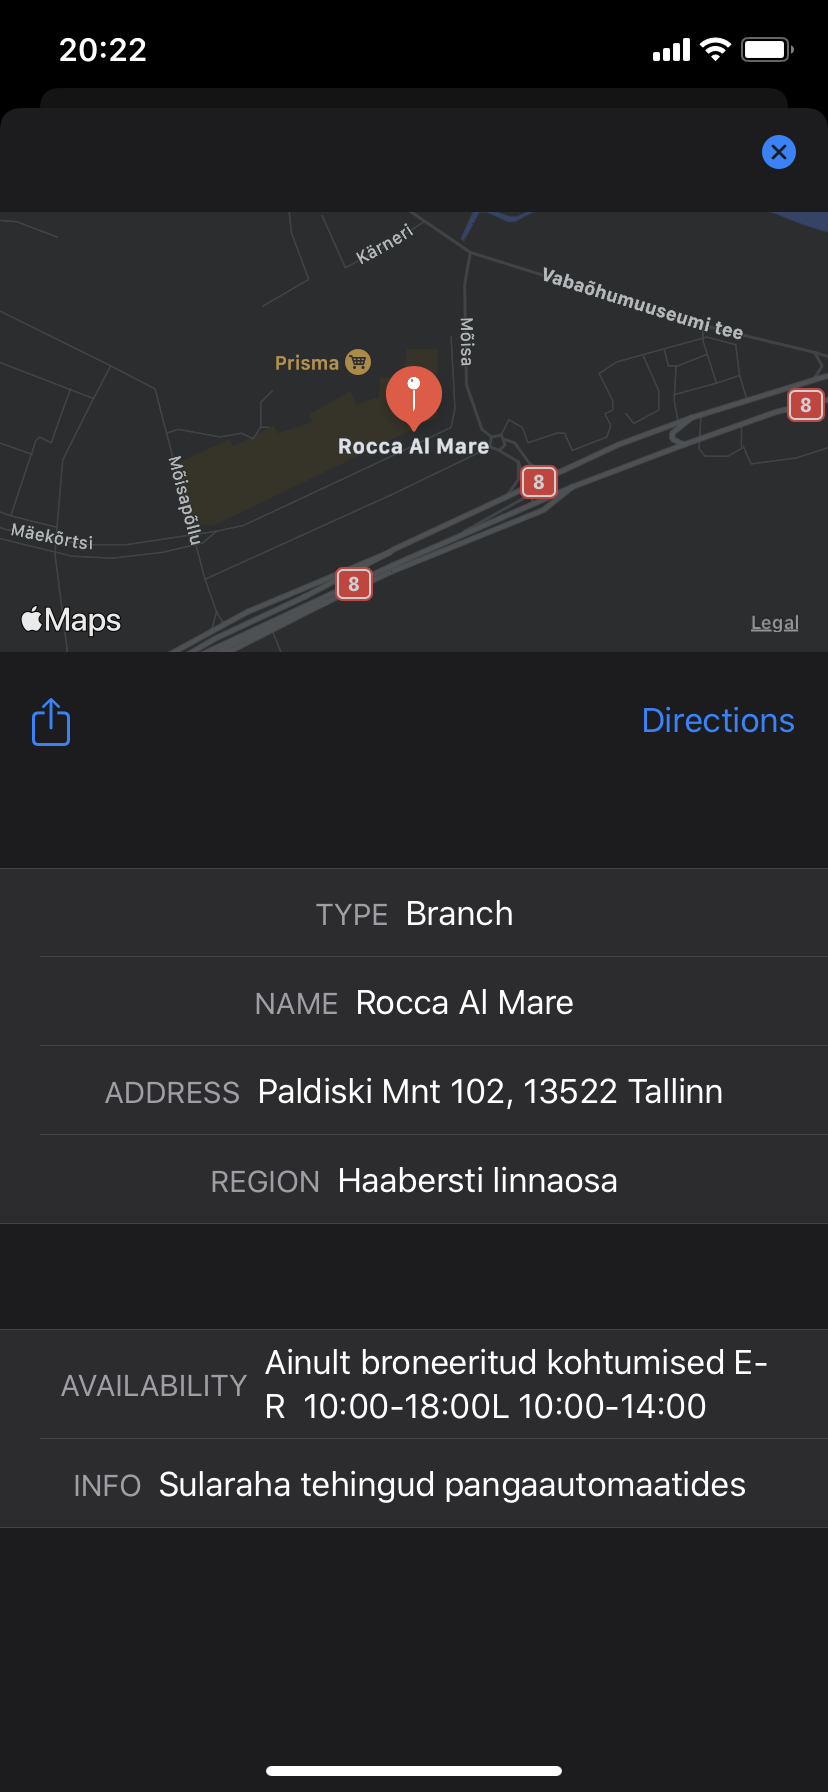 20:22
Kärneri
Vabaõhumuuseumi tee
Mõisa
Prisma
8
Rocca Al Mare
8
Mõisapõllu
Mäekõrtsi
8
Maps
Legal
Directions
TYPE Branch
NAME Rocca Al Mare
ADDRESS Paldiski Mnt 102, 13522 Tallinn
REGION Haabersti linnaosa
AVAILABILITY Ainult broneeritud kohtumised E-
R 10:00-18:00L 10:00-14:00
INFO Sularaha tehingud pangaautomaatides